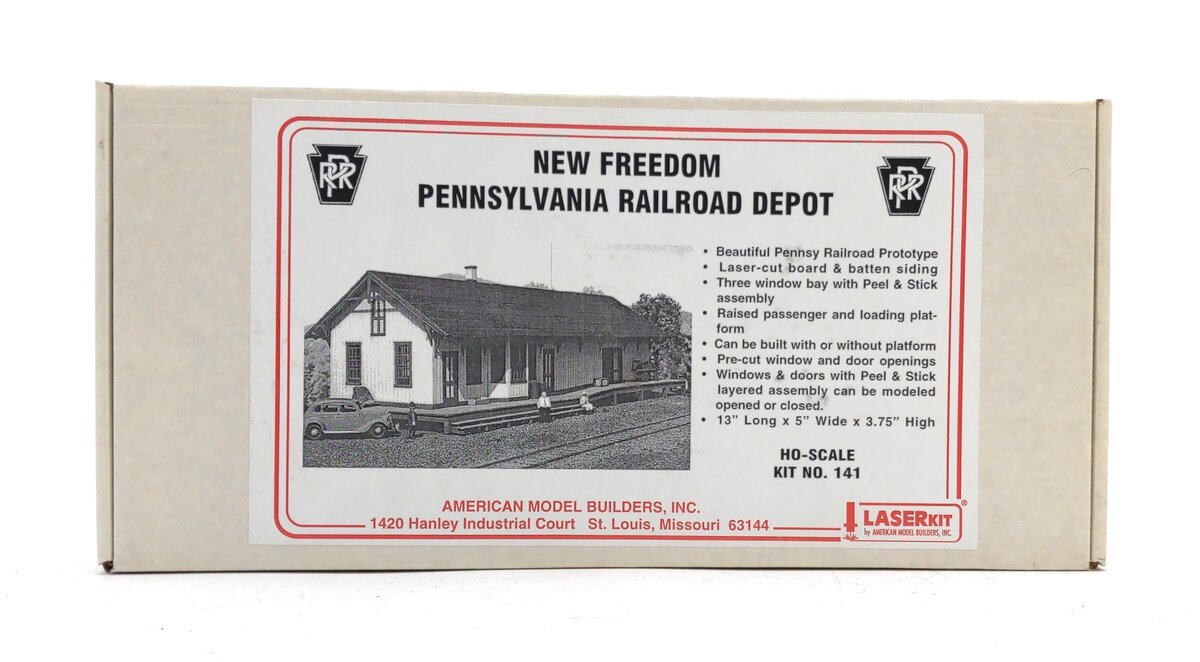 PRR
PRR
NEW FREEDOM
PENNSYLVANIA RAILROAD DEPOT
• Beautiful Pennsy Railroad Prototype
• Laser-cut board & batten siding
• Three window bay with Peel & Stick
assembly
• Raised passenger and loading plat-
form
• Can be built with or without platform
• Pre-cut window and door openings
• Windows & doors with Peel & Stick
layered assembly can be modeled
opened or closed.
• 13” Long x 5” Wide x 3.75” High
HO-SCALE
KIT NO. 141
AMERICAN MODEL BUILDERS, INC.
1420 Hanley Industrial Court St. Louis, Missouri 63144
LASERKIT®
by AMERICAN MODEL BUILDERS, INC.